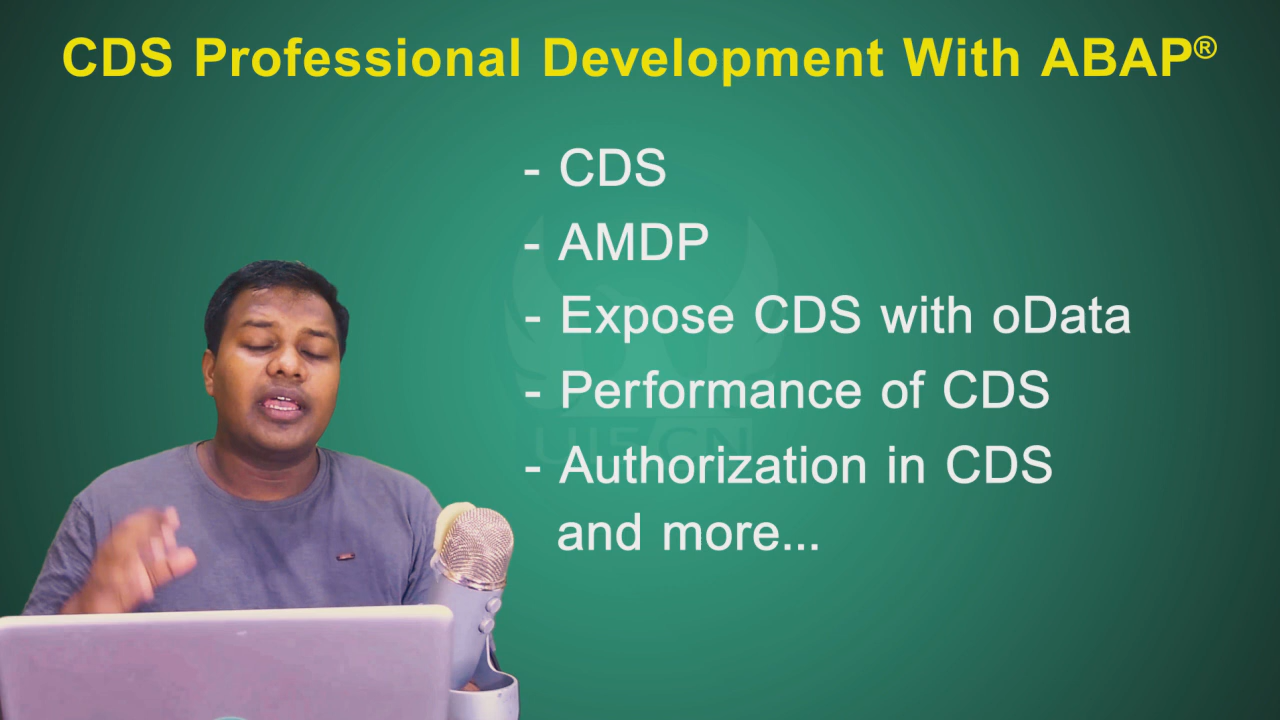 CDS Professional Development With ABAP®
- CDS
- AMDP
- Expose CDS with oData
- Performance of CDS
- Authorization in CDS
and more...
UI5CN